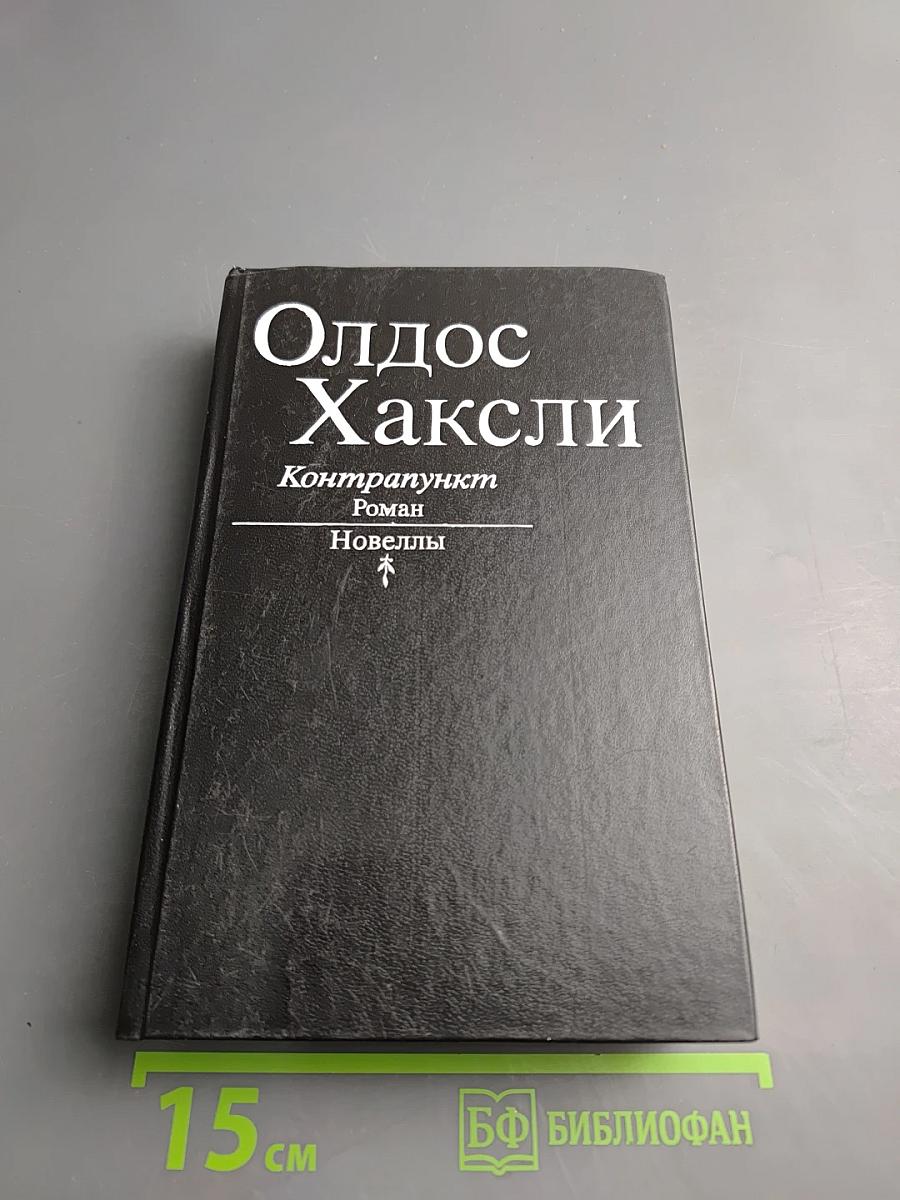 Олдос
Хаксли
Контрапункт
Роман
Новеллы
15 см
БФ БИБЛИОФАН